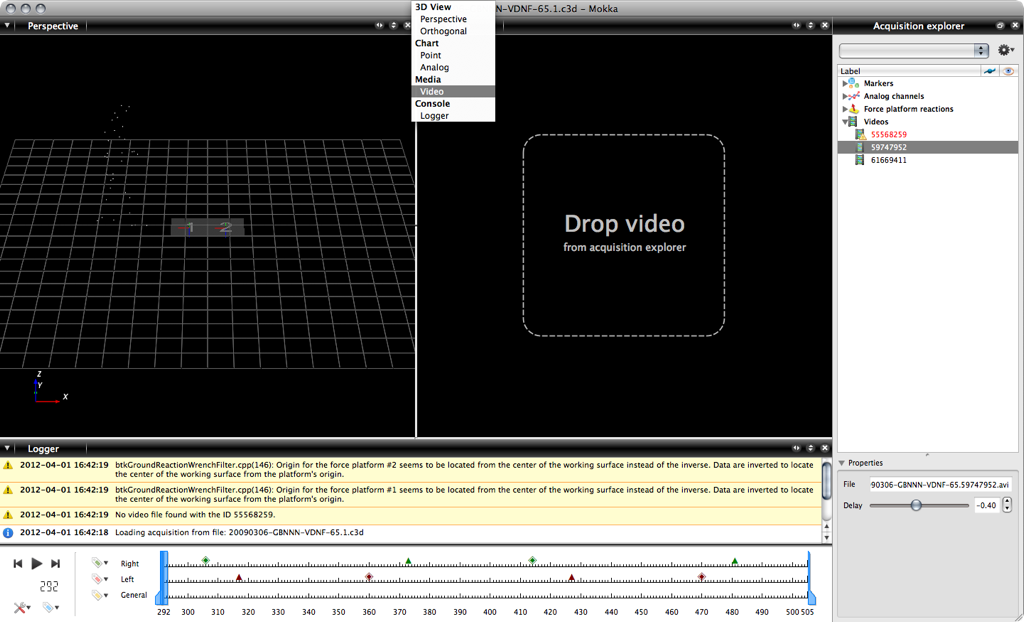 NN-VDNF-65.1.c3d – Mokka
Perspective
3D View
Perspective
Orthogonal
Chart
Point
Analog
Media
Video
Console
Logger
Drop video
from acquisition explorer
1 2
Z
Y
X
Acquisition explorer
Label
Markers
Analog channels
Force platform reactions
Videos
55568259
59747952
61669411
Properties
File 90306-GBNNN-VDNF-65.59747952.avi
Delay -0.40
Logger
2012-04-01 16:42:19 btkGroundReactionWrenchFilter.cpp(146): Origin for the force platform #2 seems to be located from the center of the working surface instead of the inverse. Data are inverted to locate
the center of the working surface from the platform's origin.
2012-04-01 16:42:19 btkGroundReactionWrenchFilter.cpp(146): Origin for the force platform #1 seems to be located from the center of the working surface instead of the inverse. Data are inverted to locate
the center of the working surface from the platform's origin.
2012-04-01 16:42:19 No video file found with the ID 55568259.
2012-04-01 16:42:18 Loading acquisition from file: 20090306-GBNNN-VDNF-65.1.c3d
292
Right
Left
General
292 300 310 320 330 340 350 360 370 380 390 400 410 420 430 440 450 460 470 480 490 500 505